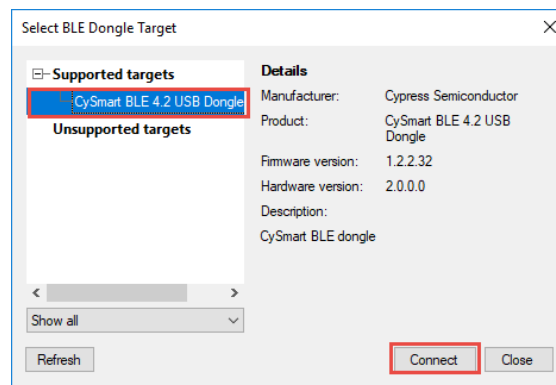 Select BLE Dongle Target
Supported targets
CySmart BLE 4.2 USB Dongle
Unsupported targets
Show all
Refresh
Details
Manufacturer: Cypress Semiconductor
Product: CySmart BLE 4.2 USB
Dongle
Firmware version: 1.2.2.32
Hardware version: 2.0.0.0
Description:
CySmart BLE dongle
Connect
Close